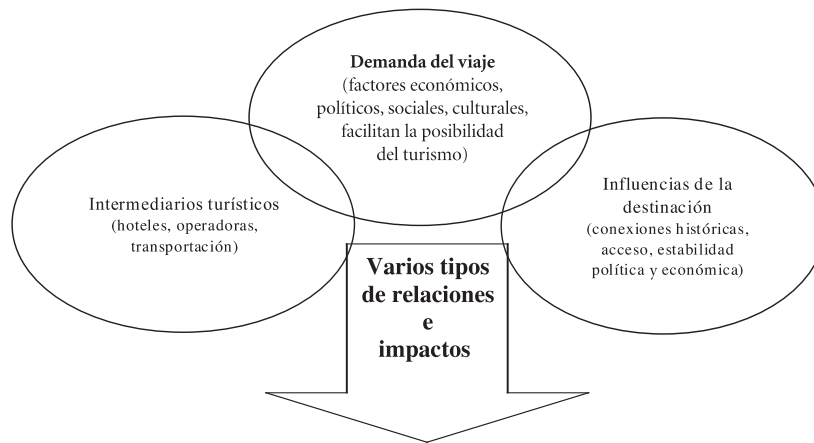 Demanda del viaje
(factores económicos,
políticos, sociales, culturales,
facilitan la posibilidad
del turismo)
Intermediarios turísticos
(hoteles, operadoras,
transportación)
Influencias de la
destinación
(conexiones históricas,
acceso, estabilidad
política y económica)
Varios tipos
de relaciones
e
impactos